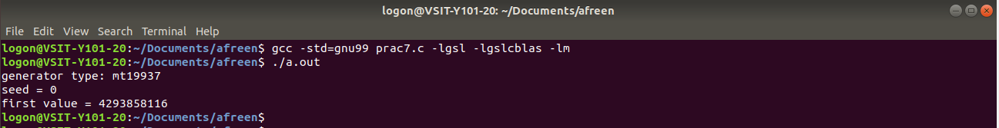 logon@VSIT-Y101-20: ~/Documents/afreen
File Edit View Search Terminal Help
logon@VSIT-Y101-20:~/Documents/afreen$ gcc -std=gnu99 prac7.c -lgsl -lgslcblas -lm
logon@VSIT-Y101-20:~/Documents/afreen$ ./a.out
generator type: mt19937
seed = 0
first value = 4293858116
logon@VSIT-Y101-20:~/Documents/afreen$